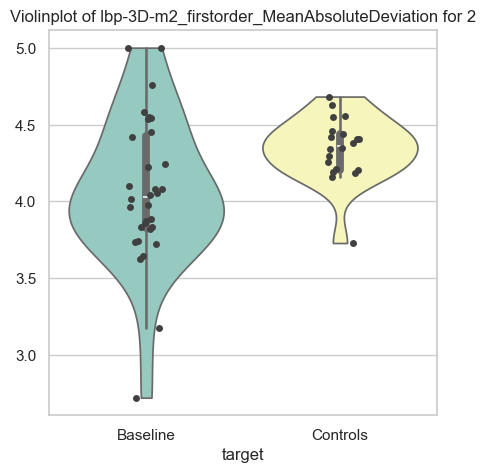 Violinplot of lbp-3D-m2_firstorder_MeanAbsoluteDeviation for 2
5.0
4.5
4.0
3.5
3.0
Baseline
Controls
target